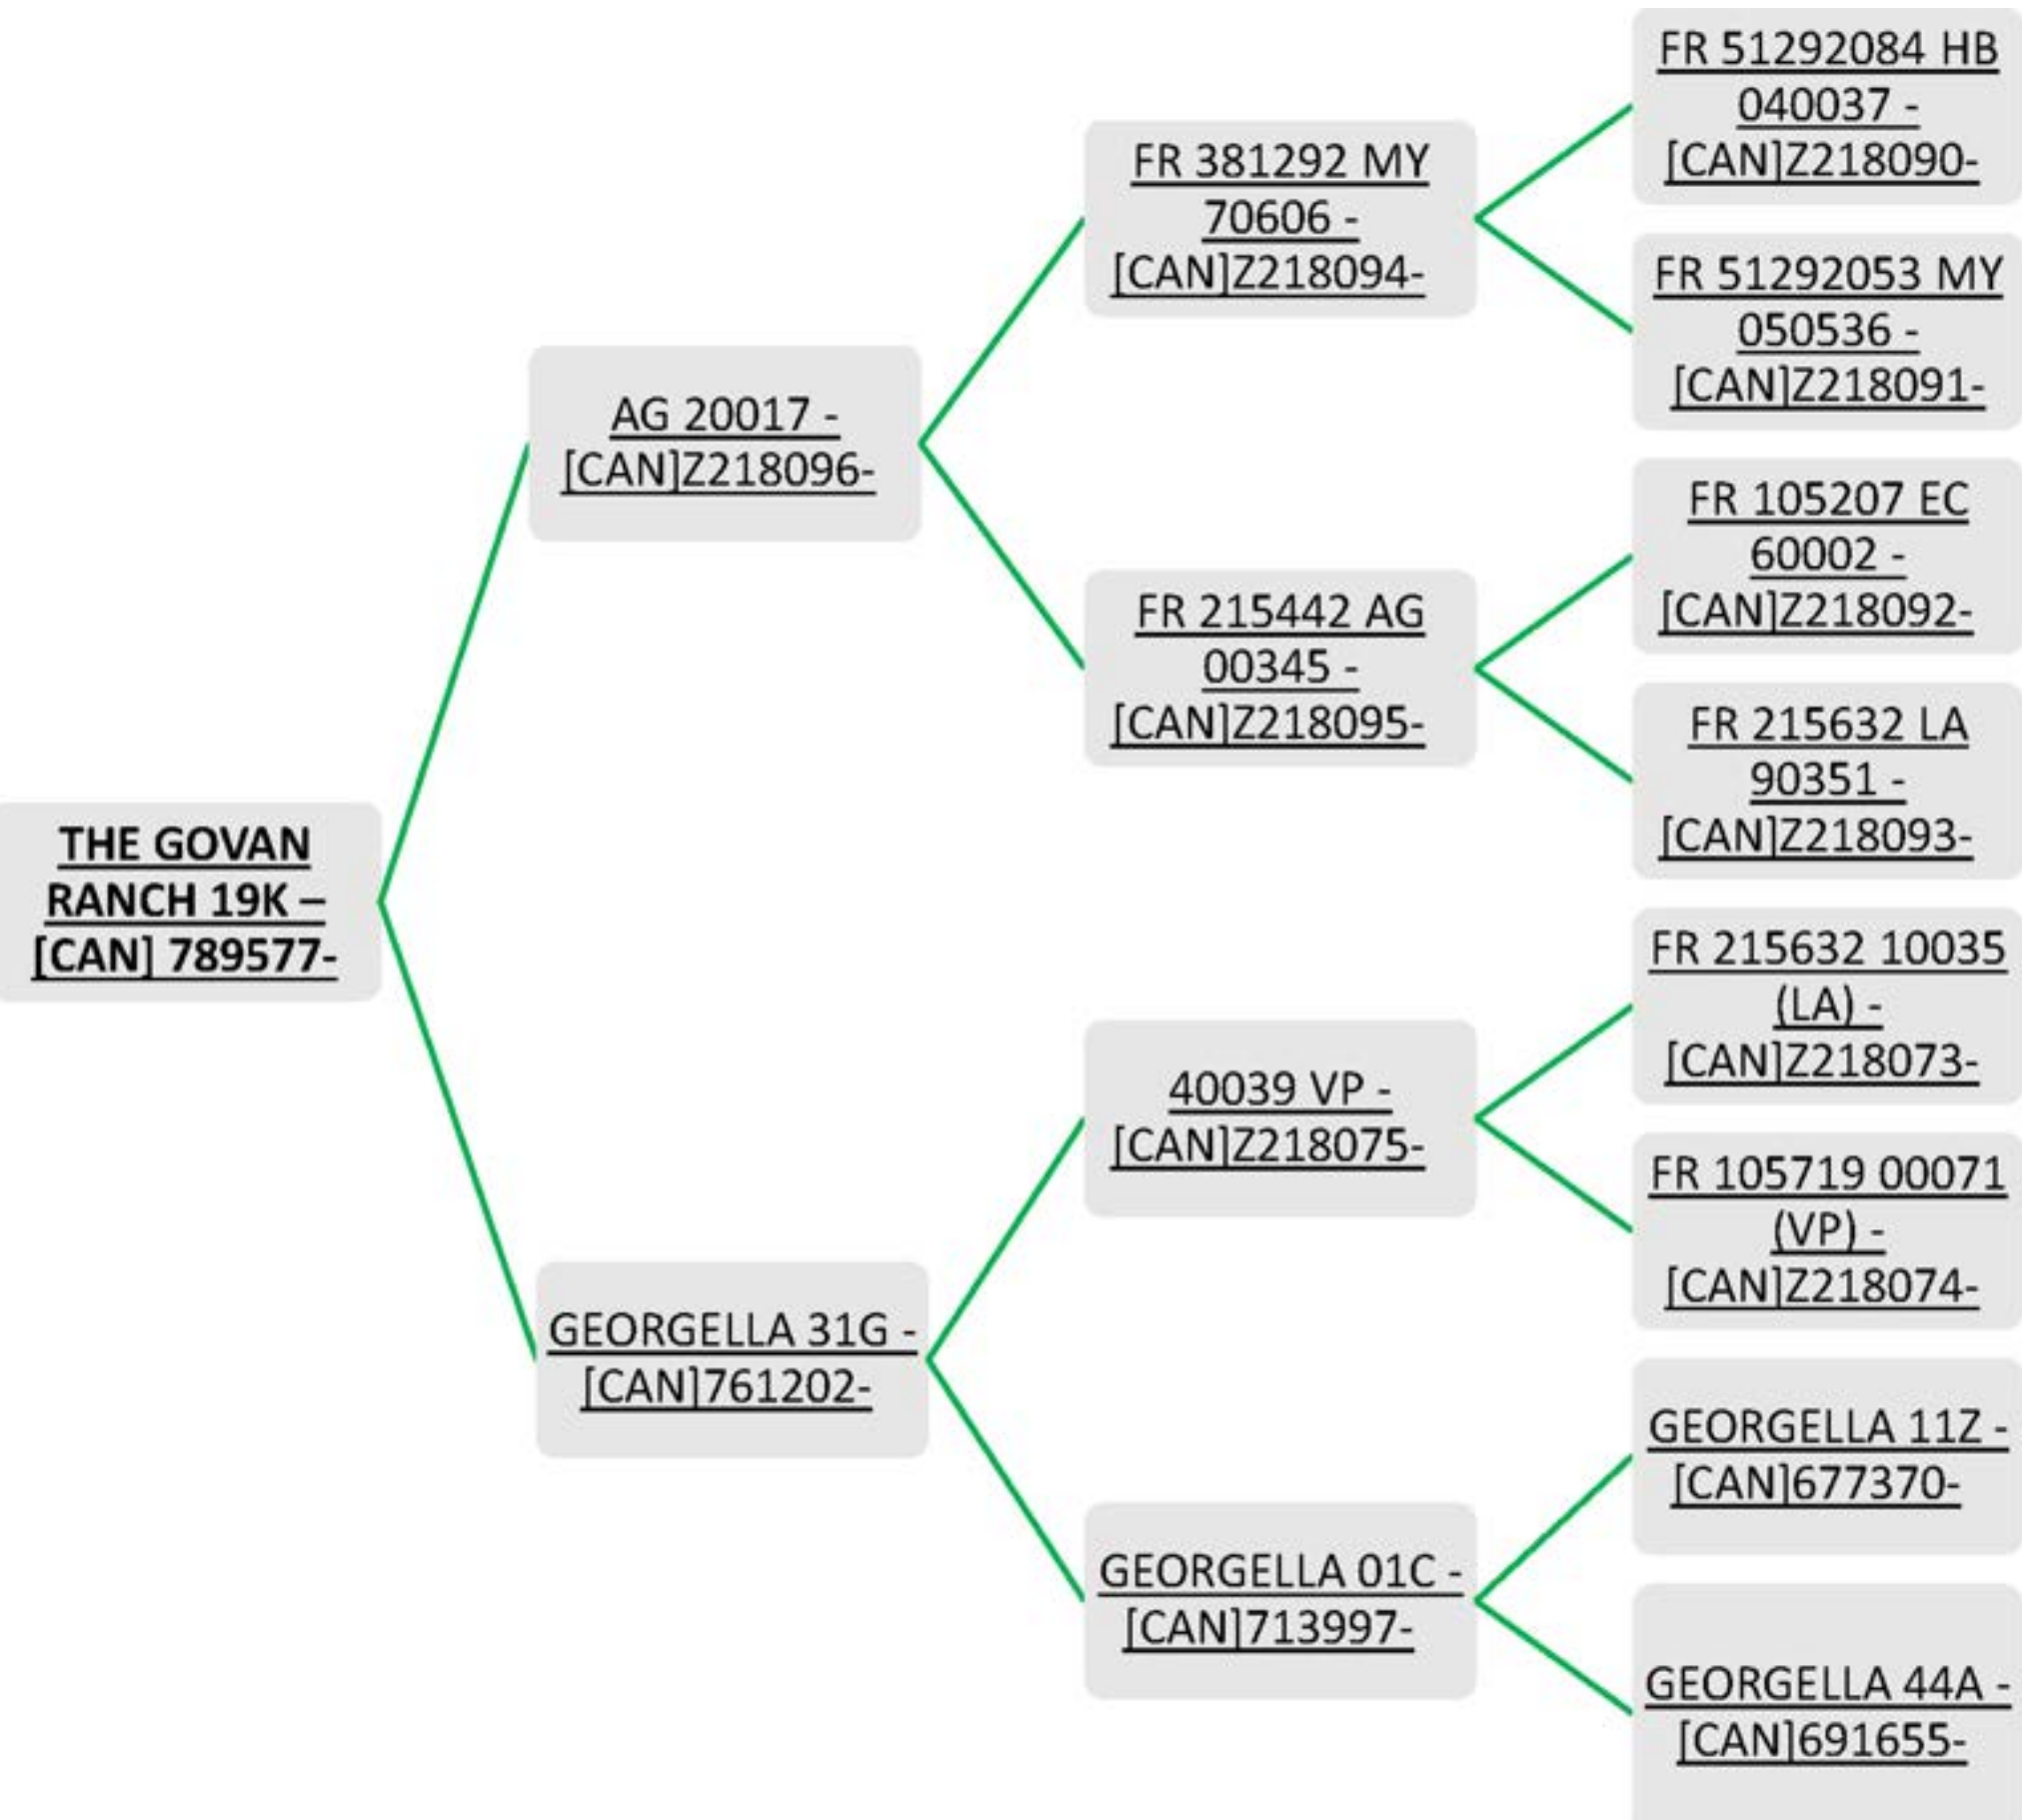 THE GOVAN
RANCH 19K –
[CAN] 789577-
AG 20017 -
[CAN]Z218096-
GEORGELLA 31G -
[CAN]761202-
FR 381292 MY
70606 -
[CAN]Z218094-
FR 215442 AG
00345 -
[CAN]Z218095-
40039 VP -
[CAN]Z218075-
GEORGELLA 01C -
[CAN]713997-
FR 51292084 HB
040037 -
[CAN]Z218090-
FR 51292053 MY
050536 -
[CAN]Z218091-
FR 105207 EC
60002 -
[CAN]Z218092-
FR 215632 LA
90351 -
[CAN]Z218093-
FR 215632 10035
(LA) -
[CAN]Z218073-
FR 105719 00071
(VP) -
[CAN]Z218074-
GEORGELLA 11Z -
[CAN]677370-
GEORGELLA 44A -
[CAN]691655-